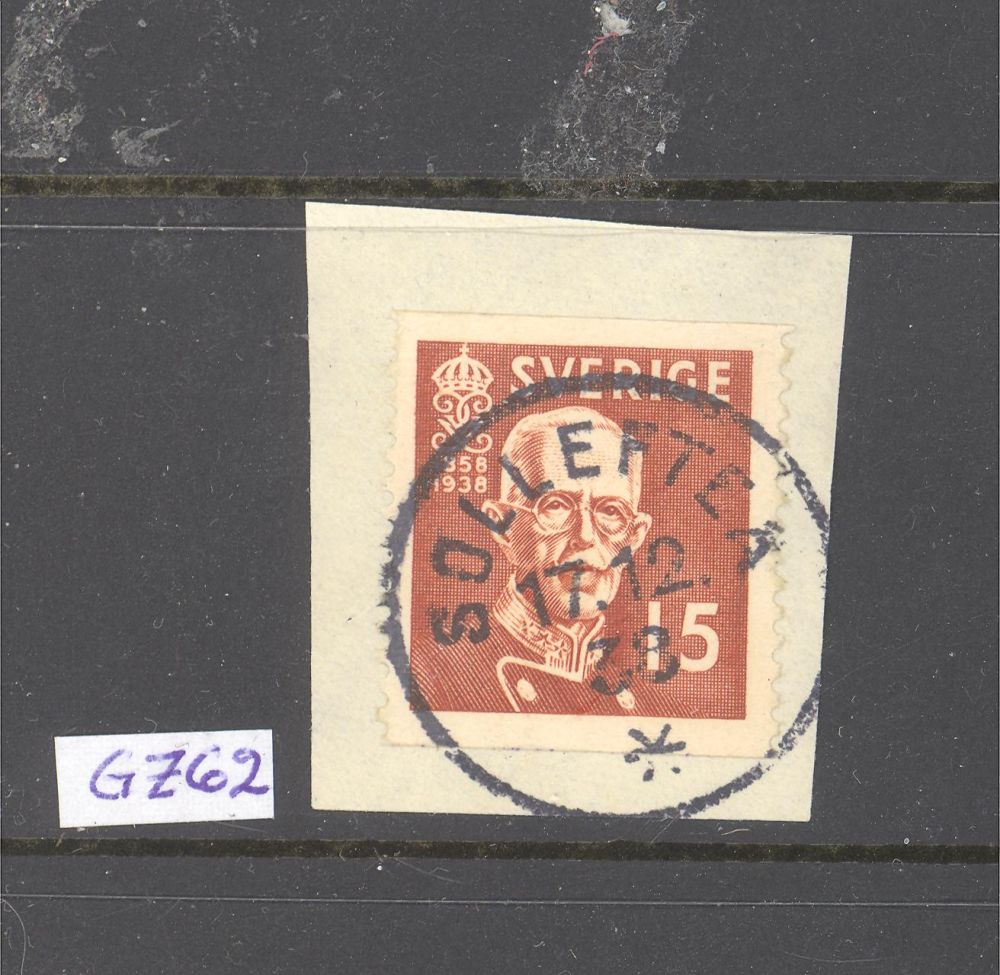 SVERIGE
1858
1938
SOLLEFTEÅ
17.12.
38
15
GZ62